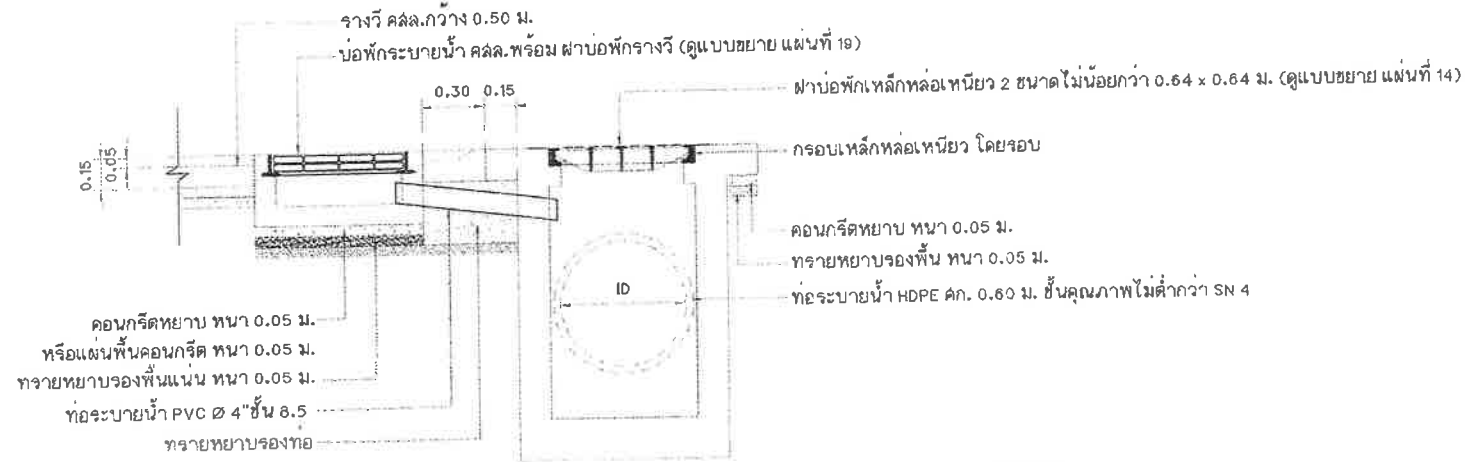 รางวี คสล.กว้าง 0.50 ม.
บ่อพักระบายน้ำ คสล.พร้อม ฝาบ่อพักรางวี (ดูแบบขยาย แผ่นที่ 19)
0.30 0.15
ฝาบ่อพักเหล็กหล่อเหนียว 2 ขนาดไม่น้อยกว่า 0.64 x 0.64 ม. (ดูแบบขยาย แผ่นที่ 14)
กรอบเหล็กหล่อเหนียว โดยรอบ
0.15
0.05
คอนกรีตหยาบ หนา 0.05 ม.
ทรายหยาบรองพื้น หนา 0.05 ม.
ID
ท่อระบายน้ำ HDPE ศก. 0.60 ม. ชั้นคุณภาพไม่ต่ำกว่า SN 4
คอนกรีตหยาบ หนา 0.05 ม.
หรือแผ่นพื้นคอนกรีต หนา 0.05 ม.
ทรายหยาบรองพื้นแน่น หนา 0.05 ม.
ท่อระบายน้ำ PVC Ø 4"ชั้น 8.5
ทรายหยาบรองท่อ